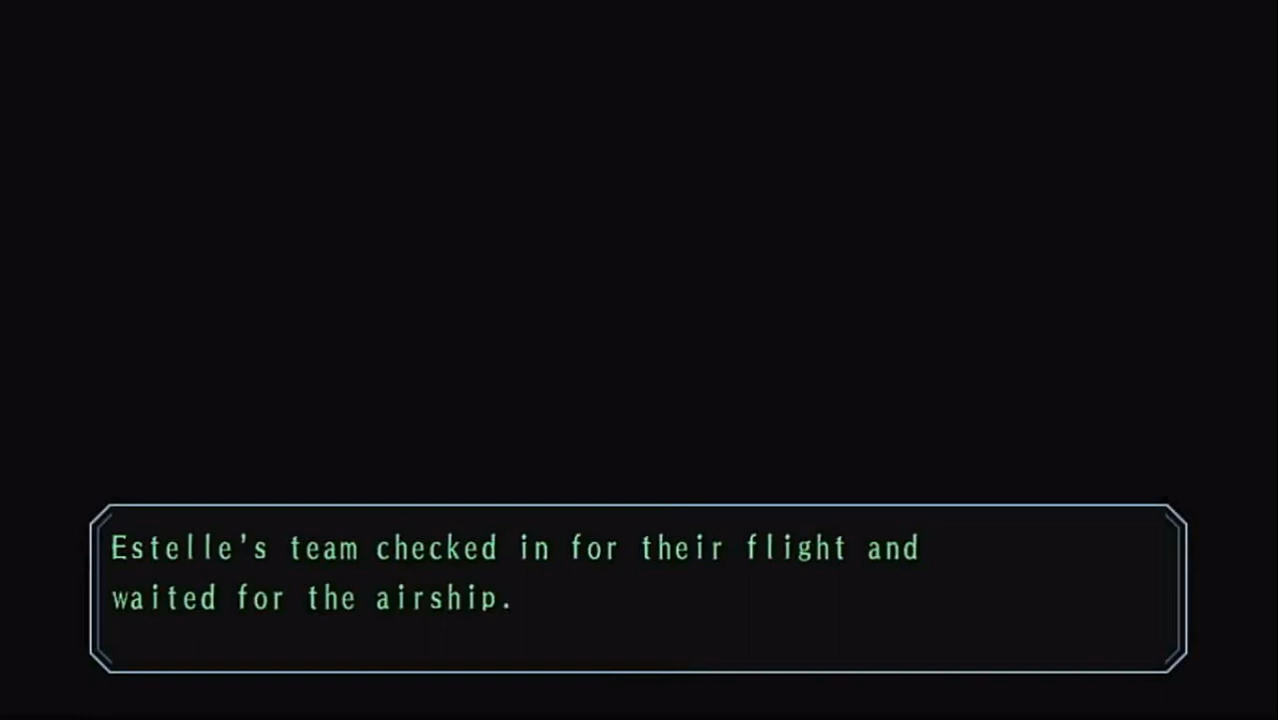 Estelle's team checked in for their flight and
waited for the airship.